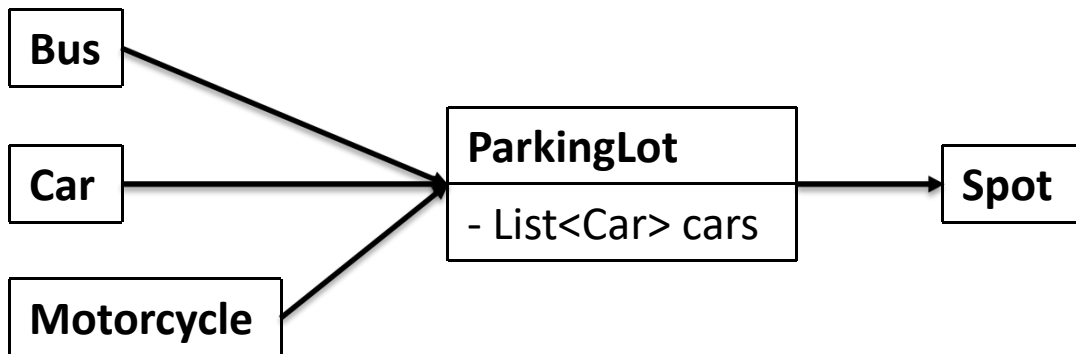 Bus
Car
Motorcycle
ParkingLot
- List<Car> cars
Spot